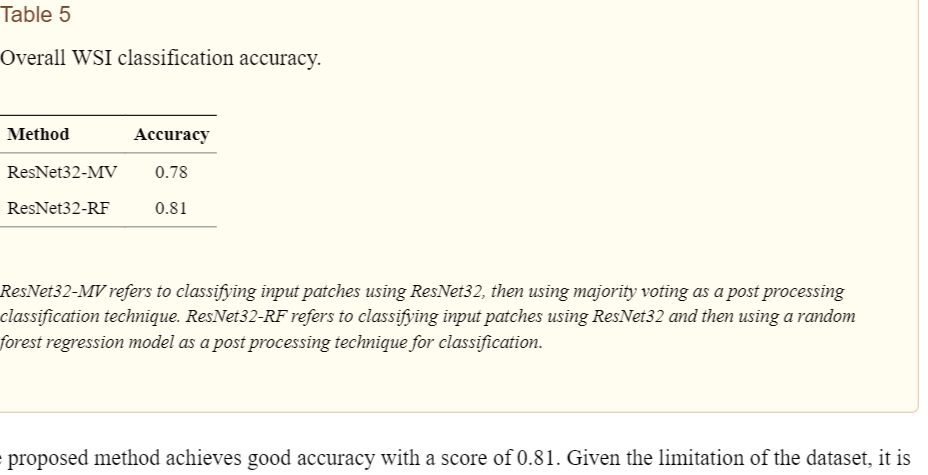 Table 5
Overall WSI classification accuracy.
Method Accuracy
ResNet32-MV 0.78
ResNet32-RF 0.81
ResNet32-MV refers to classifying input patches using ResNet32, then using majority voting as a post processing
classification technique. ResNet32-RF refers to classifying input patches using ResNet32 and then using a random
forest regression model as a post processing technique for classification.
proposed method achieves good accuracy with a score of 0.81. Given the limitation of the dataset, it is